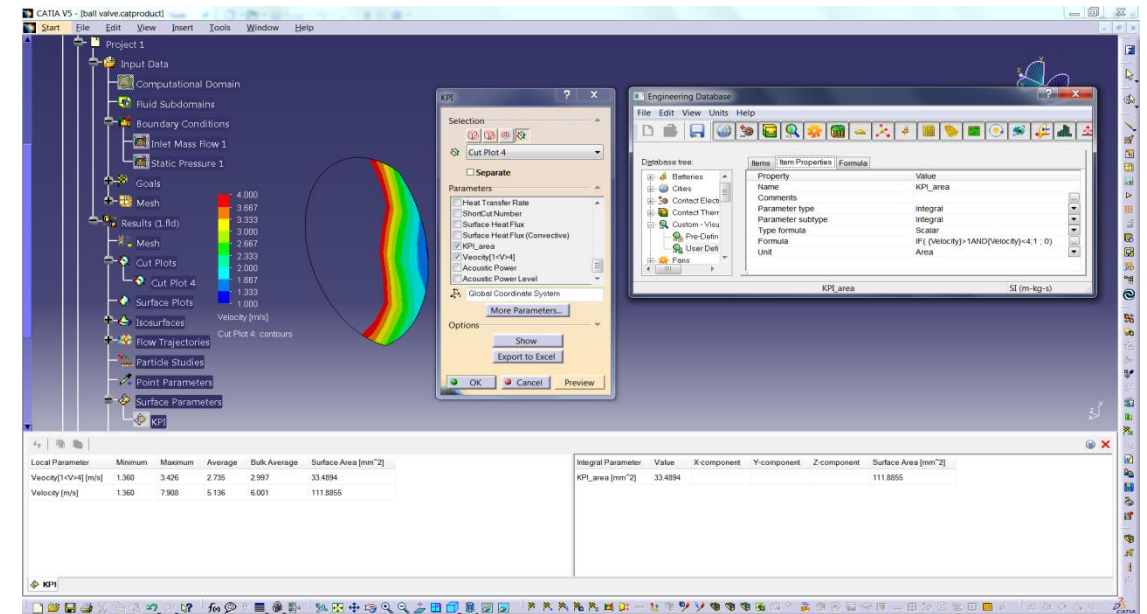 CATIA V5 - [ball valve.catproduct]
Start File Edit View Insert Tools Window Help
Project 1
Input Data
Computational Domain
Fluid Subdomains
Boundary Conditions
Inlet Mass Flow 1
Static Pressure 1
Goals
Mesh
Results (1.fld)
Mesh
Cut Plots
Cut Plot 4
Surface Plots
Isosurfaces
Flow Trajectories
Particle Studies
Point Parameters
Surface Parameters
KPI
4.000
3.667
3.333
3.000
2.667
2.333
2.000
1.667
1.333
1.000
Velocity [m/s]
Cut Plot 4: contours
KPI
Selection
Cut Plot 4
Separate
Parameters
Heat Transfer Rate
ShortCut Number
Surface Heat Flux
Surface Heat Flux (Convective)
KPI_area
Veocity[1<V>4]
Acoustic Power
Acoustic Power Level
Global Coordinate System
More Parameters...
Options
Show
Export to Excel
OK Cancel Preview
Engineering Database
File Edit View Units Help
Database tree:
Batteries
Cities
Contact Electri
Contact Therr
Custom - Visu
Pre-Defin
User Defi
Fans
Items Item Properties Formula
Property Value
Name KPI_area
Comments
Parameter type Integral
Parameter subtype Integral
Type formula Scalar
Formula IF( {Velocity}>1AND{Velocity}<4;1 ; 0)
Unit Area
KPI_area SI (m-kg-s)
Local Parameter Minimum Maximum Average Bulk Average Surface Area [mm^2]
Veocity[1<V>4] [m/s] 1.360 3.426 2.735 2.997 33.4894
Velocity [m/s] 1.360 7.908 5.136 6.001 111.8855
Integral Parameter Value X-component Y-component Z-component Surface Area [mm^2]
KPI_area [mm^2] 33.4894 111.8855
KPI
CATIA